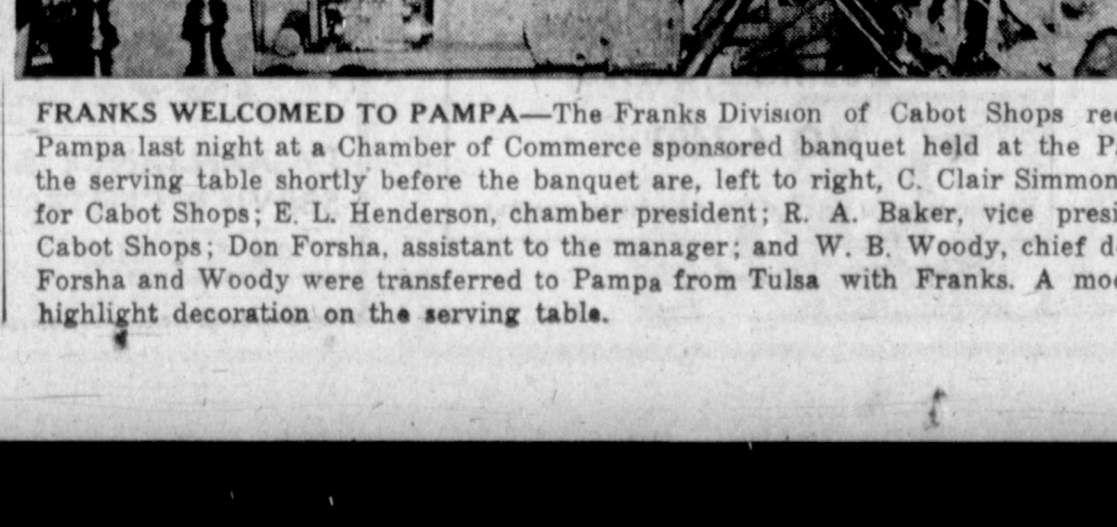 FRANKS WELCOMED TO PAMPA—The Franks Division of Cabot Shops
Pampa last night at a Chamber of Commerce sponsored banquet held at the
the serving table shortly before the banquet are, left to right, C. Clair Simmon
for Cabot Shops; E. L. Henderson, chamber president; R. A. Baker, vice
Cabot Shops; Don Forsha, assistant to the manager; and W. B. Woody, chief
Forsha and Woody were transferred to Pampa from Tulsa with Franks. A
highlight decoration on the serving table.